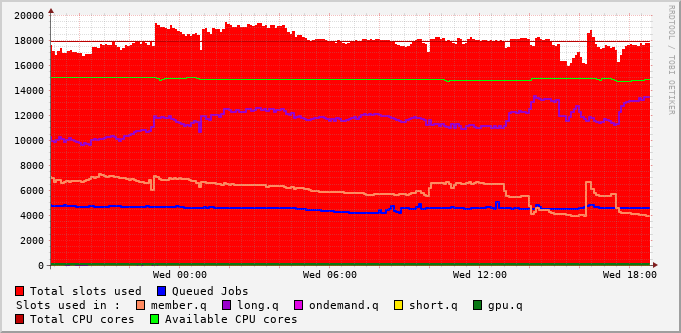 20000
18000
16000
14000
12000
10000
8000
6000
4000
2000
0
Wed 00:00 Wed 06:00 Wed 12:00 Wed 18:00
RRDTOOL / TOBI OETIKER
Total slots used Queued Jobs
Slots used in : member.q long.q ondemand.q short.q gpu.q
Total CPU cores Available CPU cores